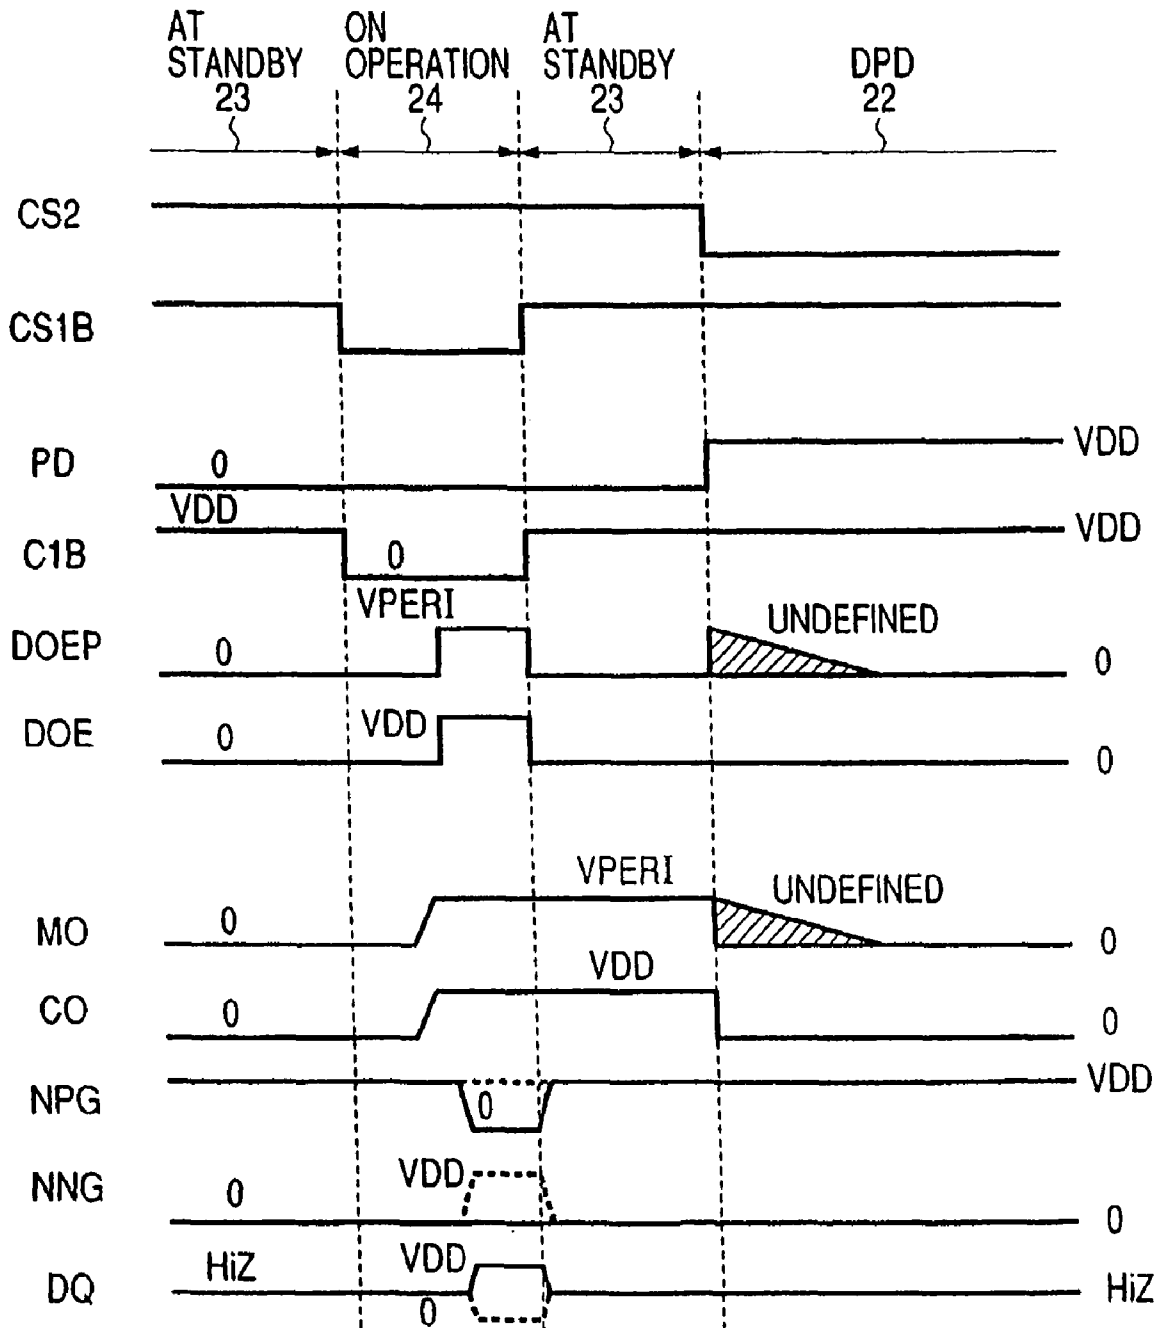 AT
STANDBY
23
ON
OPERATION
24
AT
STANDBY
23
DPD
22
CS2
CS1B
PD
0
VDD
C1B
VDD
0
VDD
DOEP
0
VPERI
UNDEFINED
0
DOE
0
VDD
0
MO
0
VPERI
UNDEFINED
0
CO
0
VDD
0
NPG
0
VDD
NNG
0
VDD
0
DQ
HiZ
VDD
0
HiZ